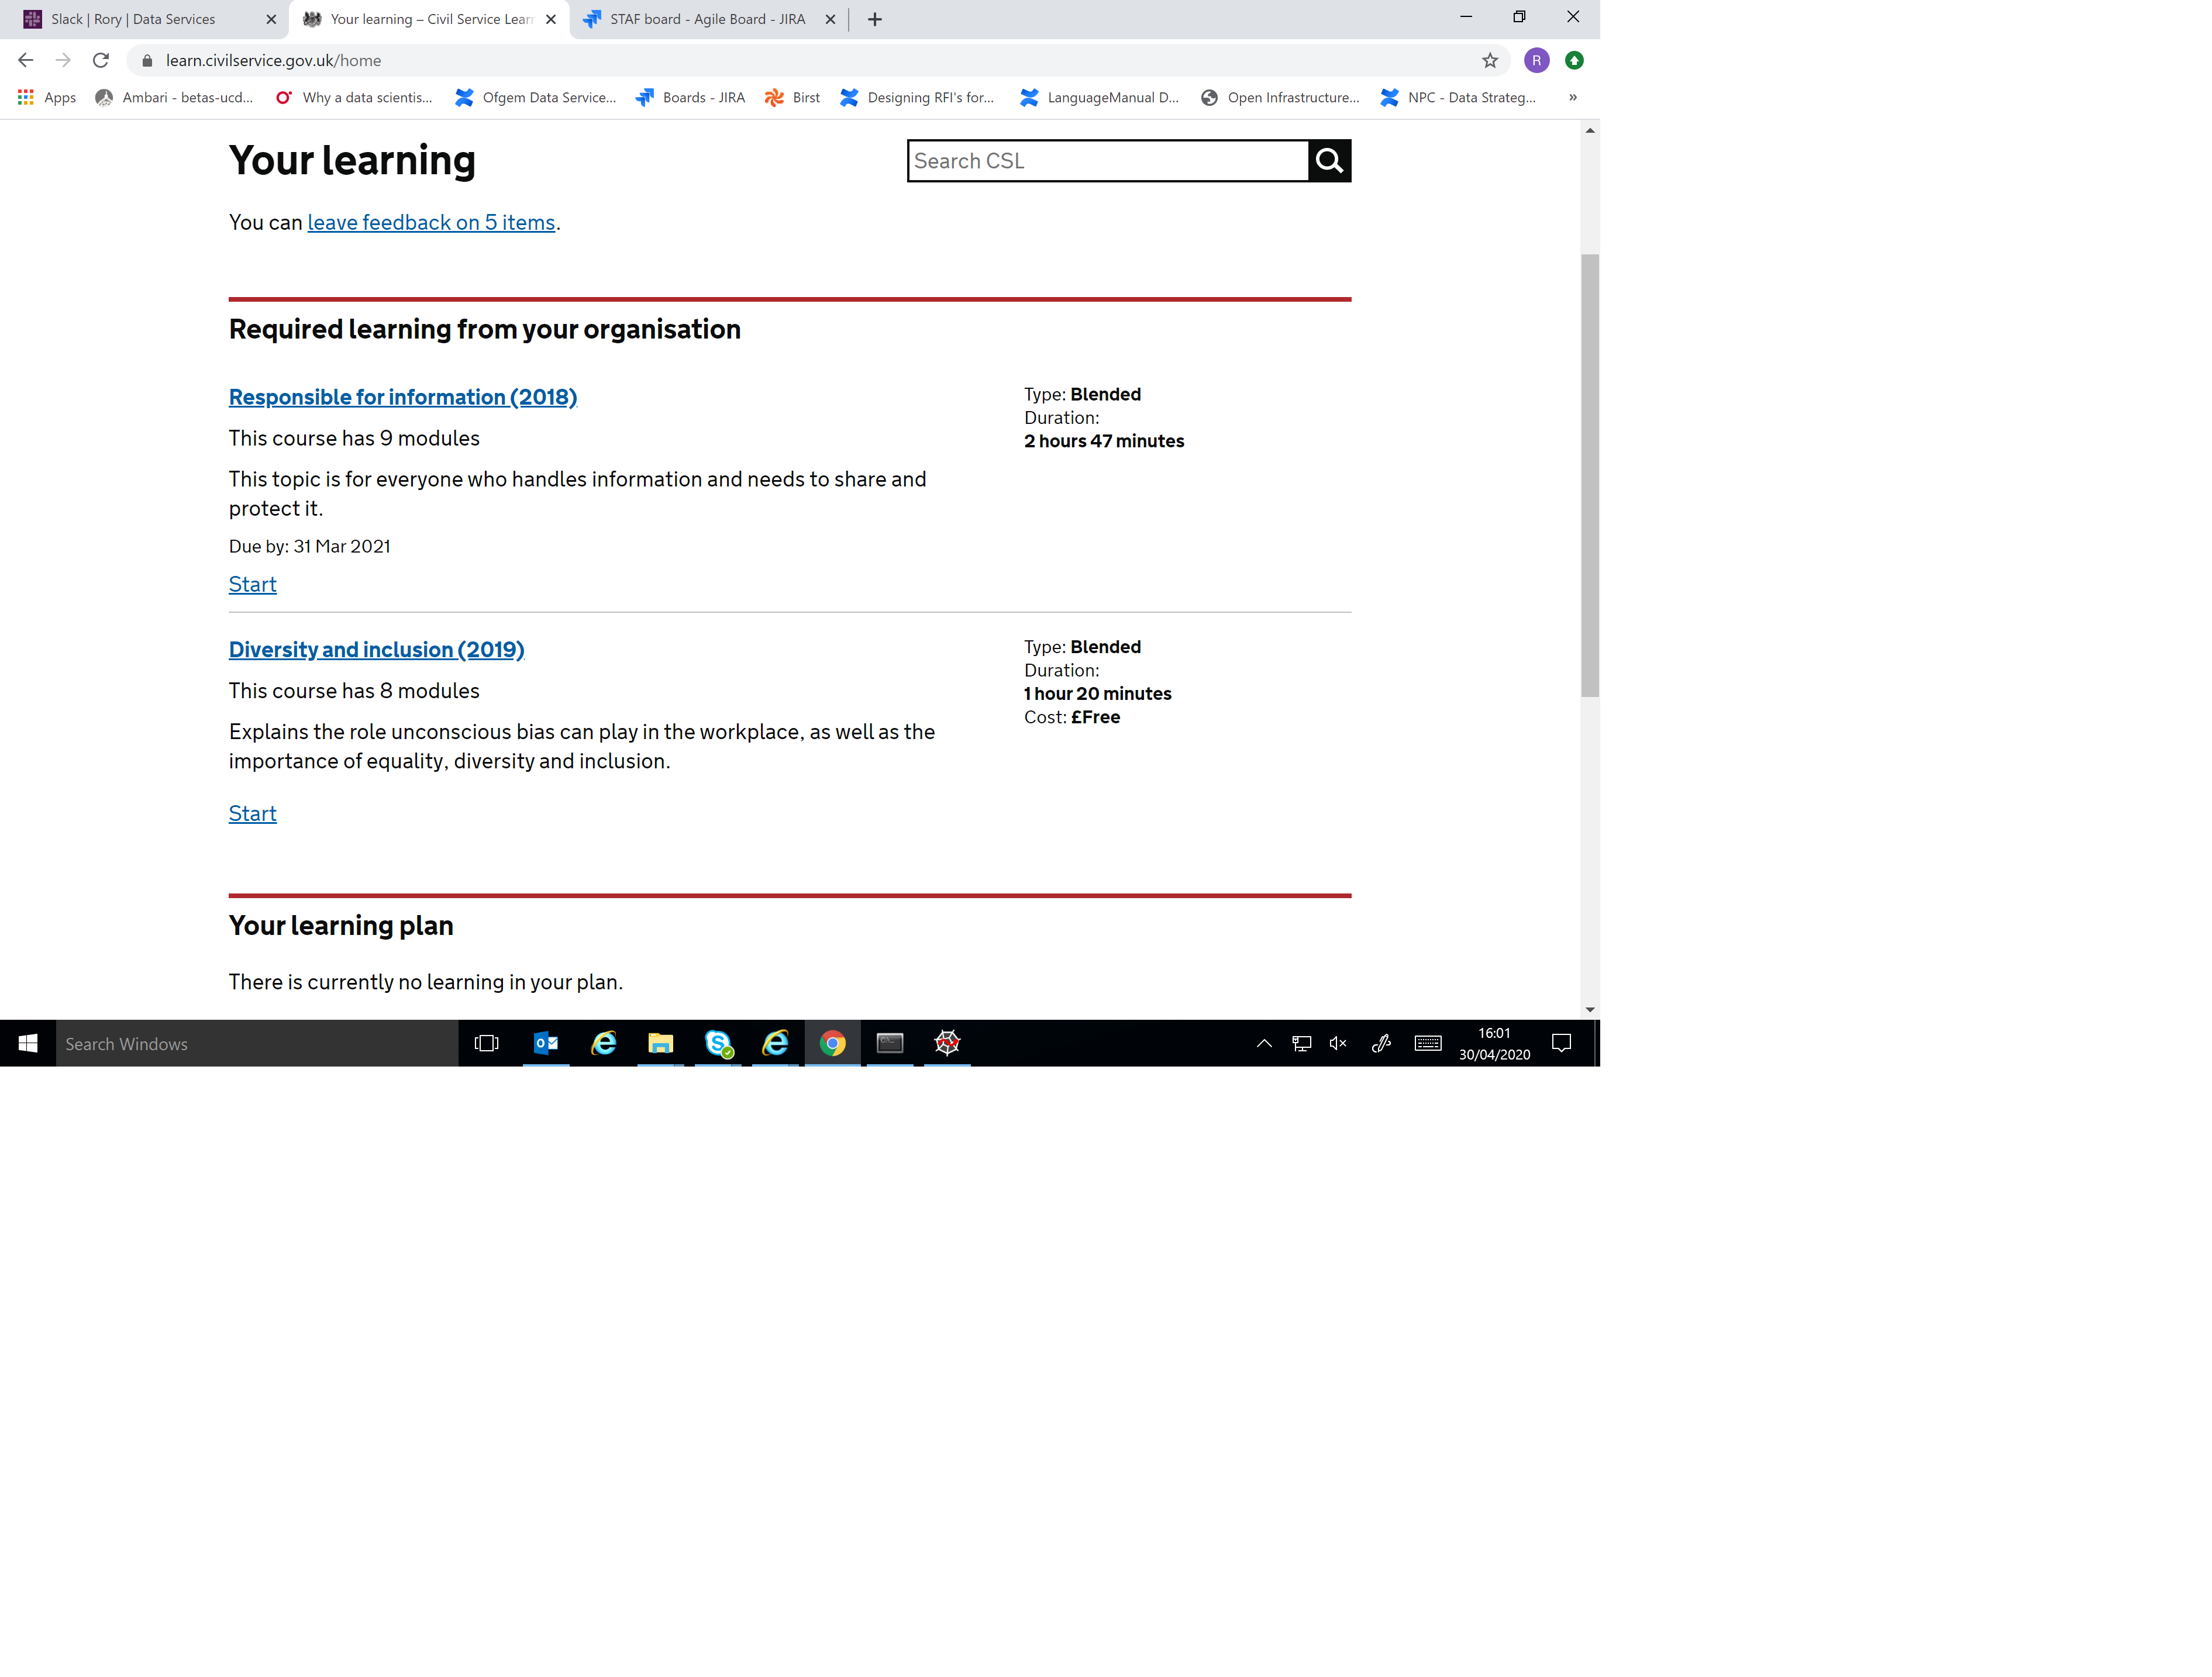 Slack | Rory | Data Services
Your learning – Civil Service Lear
STAF board - Agile Board - JIRA
learn.civilservice.gov.uk/home
R
Apps
Ambari - betas-ucd...
Why a data scientis...
Ofgem Data Service...
Boards - JIRA
Birst
Designing RFI's for...
LanguageManual D...
Open Infrastructure...
NPC - Data Strateg...
»
Your learning
Search CSL
You can leave feedback on 5 items.
Required learning from your organisation
Responsible for information (2018)
Type: Blended
Duration:
2 hours 47 minutes
This course has 9 modules
This topic is for everyone who handles information and needs to share and
protect it.
Due by: 31 Mar 2021
Start
Diversity and inclusion (2019)
Type: Blended
Duration:
1 hour 20 minutes
Cost: £Free
This course has 8 modules
Explains the role unconscious bias can play in the workplace, as well as the
importance of equality, diversity and inclusion.
Start
Your learning plan
There is currently no learning in your plan.
Search Windows
16:01
30/04/2020